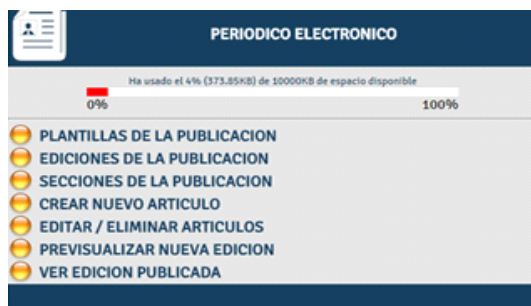 PERIODICO ELECTRONICO
Ha usado el 4% (373.85KB) de 10000KB de espacio disponible
0% 100%
PLANTILLAS DE LA PUBLICACION
EDICIONES DE LA PUBLICACION
SECCIONES DE LA PUBLICACION
CREAR NUEVO ARTICULO
EDITAR / ELIMINAR ARTICULOS
PREVISUALIZAR NUEVA EDICION
VER EDICION PUBLICADA